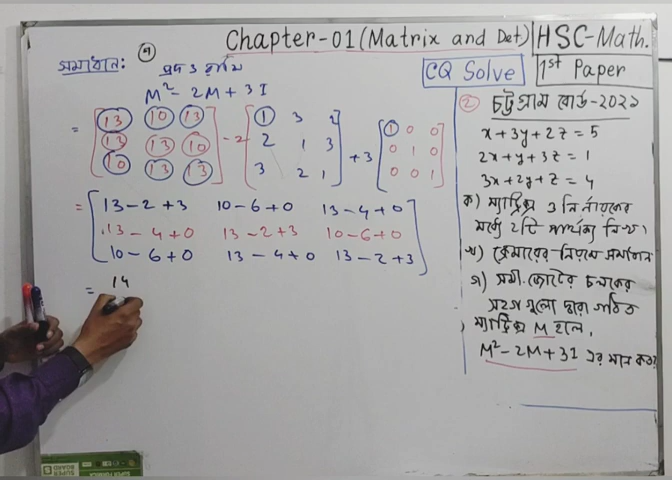 Chapter-01 (Matrix and Det) HSC-Math.
1st Paper
CQ Solve
সমাধান: গ
প্রদত্ত রাশি
M² - 2M + 3I
= [13 10 13] - 2 [1 3 2] + 3 [1 0 0]
[13 13 10] [2 1 3] [0 1 0]
[10 13 13] [3 2 1] [0 0 1]
= [13-2+3 10-6+0 13-4+0]
[13-4+0 13-2+3 10-6+0]
[10-6+0 13-4+0 13-2+3]
= 14
২ চট্টগ্রাম বোর্ড-২০২১
x+3y+2z = 5
2x+y+3z = 1
3x+2y+z = 4
ক) ম্যাট্রিক্স ও নির্ণায়কের
মধ্যে ২টি পার্থক্য লিখ।
খ) ক্রেমারের নিয়মে সমাধান
গ) সমী. জোটের চলকের
সহগ গুলো দ্বারা গঠিত
ম্যাট্রিক্স M হলে,
M² - 2M + 3I এর মান কত?